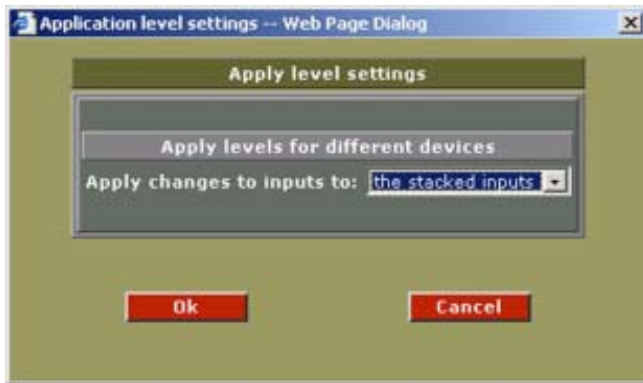 Application level settings -- Web Page Dialog
Apply level settings
Apply levels for different devices
Apply changes to inputs to: the stacked inputs
Ok Cancel